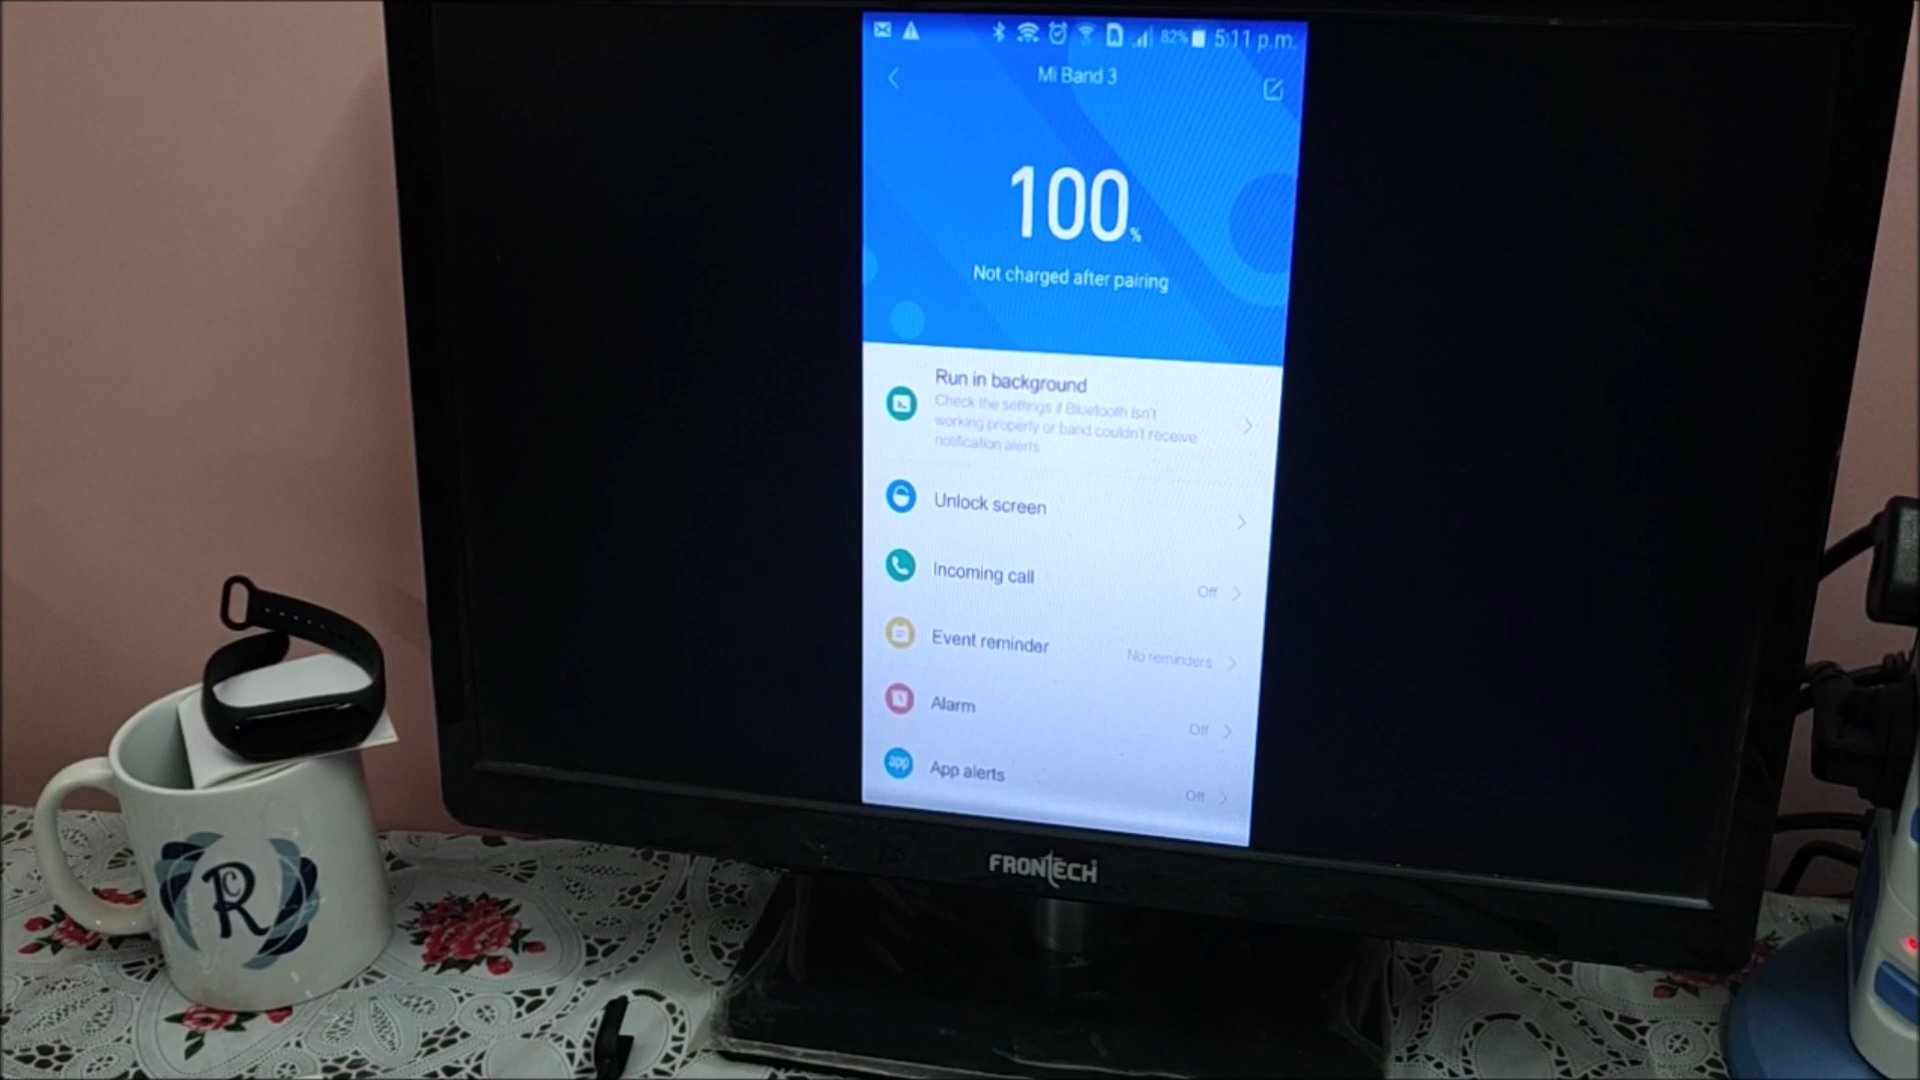 82% 5:11 p.m.
Mi Band 3
100%
Not charged after pairing
Run in background
Check the settings if Bluetooth isn't
working properly or band couldn't receive
notification alerts
Unlock screen
Incoming call
Off
Event reminder
No reminders
Alarm
Off
app
App alerts
Off
FRONTECH
R